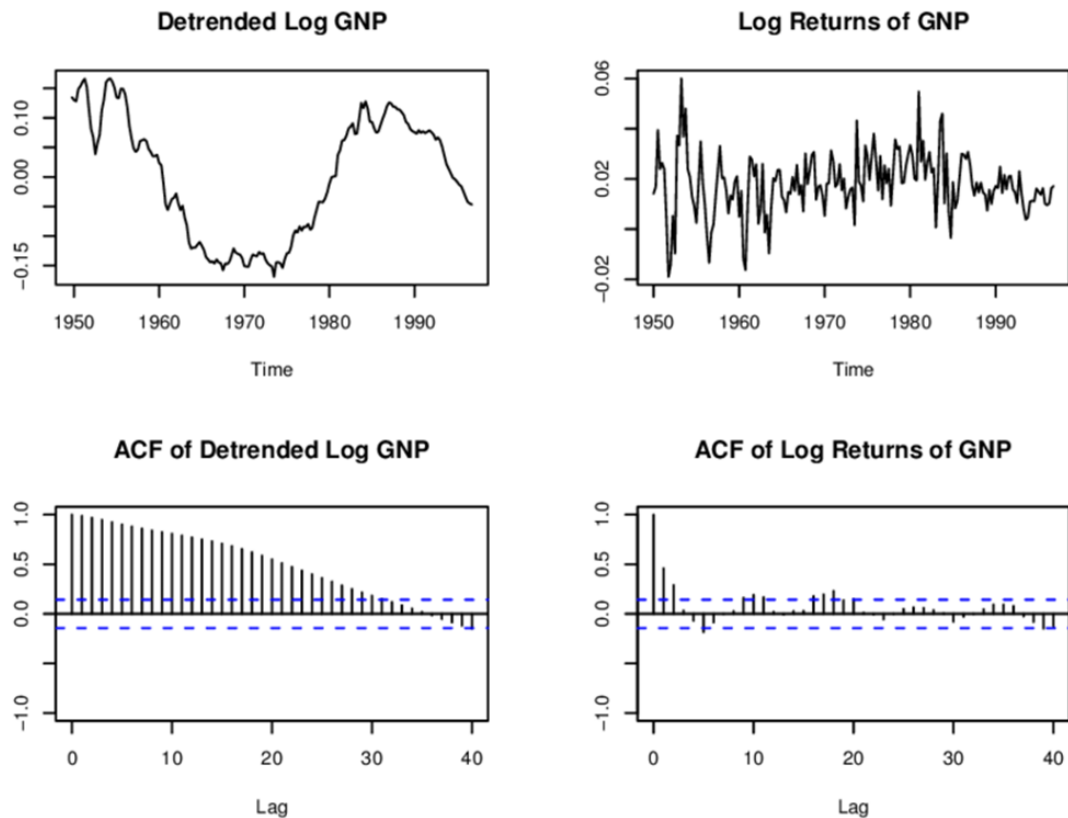 Detrended Log GNP
0.10
0.00
−0.15
1950 1960 1970 1980 1990
Time
Log Returns of GNP
0.06
0.02
−0.02
1950 1960 1970 1980 1990
Time
ACF of Detrended Log GNP
1.0
0.5
0.0
−1.0
0 10 20 30 40
Lag
ACF of Log Returns of GNP
1.0
0.5
0.0
−1.0
0 10 20 30 40
Lag